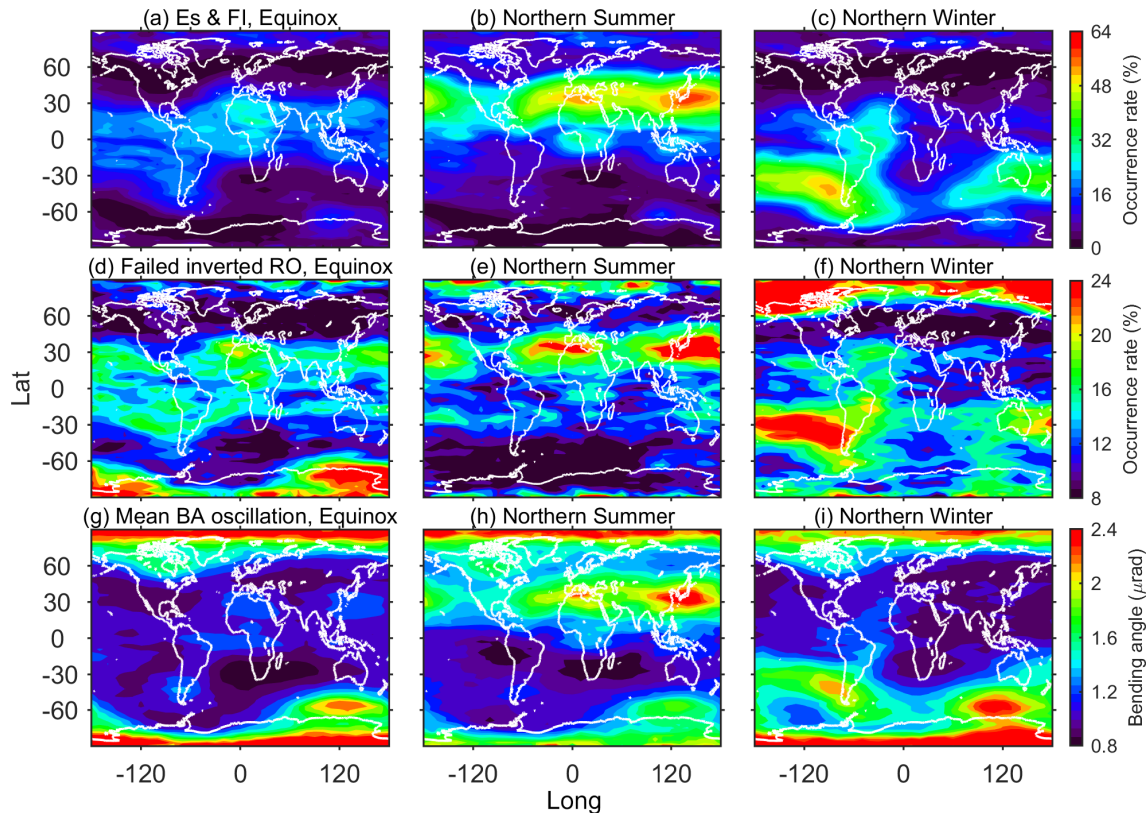 (a) Es & FI, Equinox
(b) Northern Summer
(c) Northern Winter
60
30
0
-30
-60
64
48
32
16
0
Occurrence rate (%)
(d) Failed inverted RO, Equinox
(e) Northern Summer
(f) Northern Winter
60
30
0
-30
-60
Lat
24
20
16
12
8
Occurrence rate (%)
(g) Mean BA oscillation, Equinox
(h) Northern Summer
(i) Northern Winter
60
30
0
-30
-60
2.4
2
1.6
1.2
0.8
Bending angle (μrad)
-120 0 120 -120 0 120 -120 0 120
Long